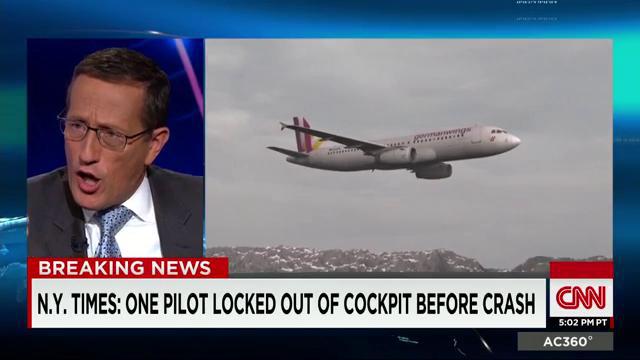 germanwings
BREAKING NEWS
N.Y. TIMES: ONE PILOT LOCKED OUT OF COCKPIT BEFORE CRASH
CNN
5:02 PM PT
AC360°